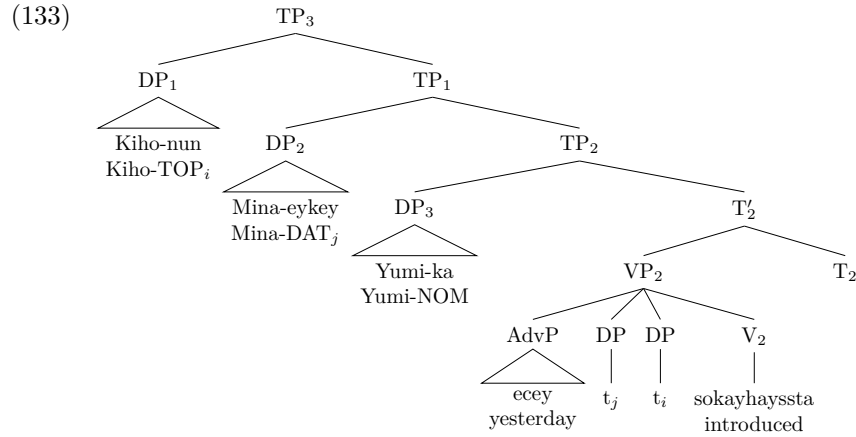 (133)
TP₃
DP₁ TP₁
Kiho-nun
Kiho-TOPᵢ
DP₂ TP₂
Mina-eykey
Mina-DATⱼ
DP₃ T′₂
Yumi-ka
Yumi-NOM
VP₂ T₂
AdvP DP DP V₂
ecey tⱼ tᵢ sokayhayssta
yesterday introduced